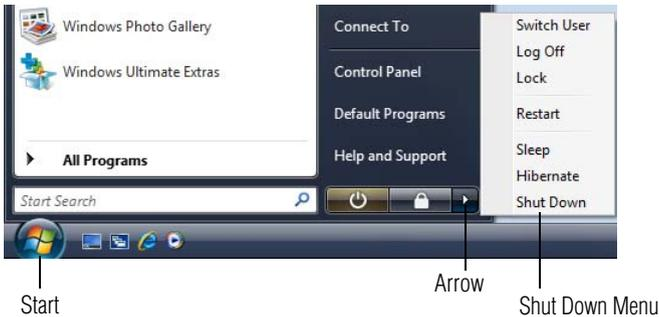 Windows Photo Gallery
Windows Ultimate Extras
All Programs
Start Search
Connect To
Control Panel
Default Programs
Help and Support
Switch User
Log Off
Lock
Restart
Sleep
Hibernate
Shut Down
Start
Arrow
Shut Down Menu